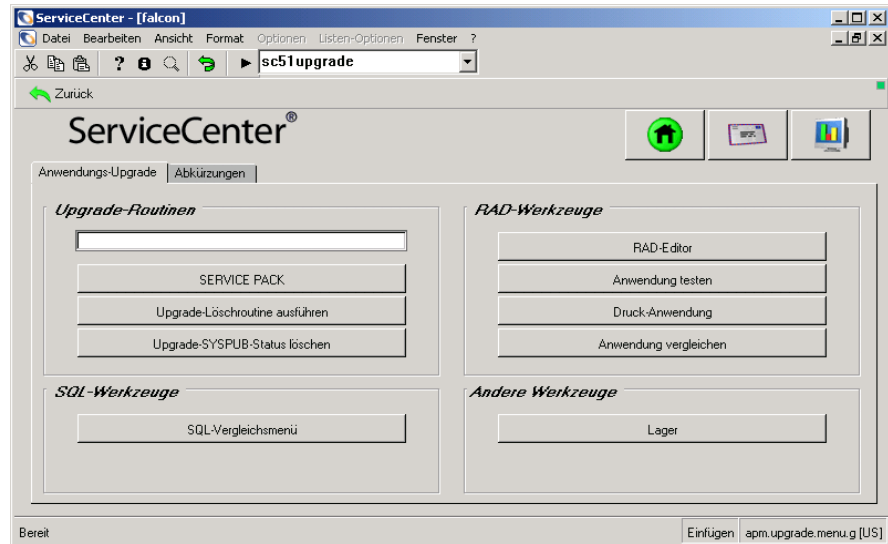 ServiceCenter - [falcon]
Datei Bearbeiten Ansicht Format Optionen Listen-Optionen Fenster ?
sc51upgrade
Zurück
ServiceCenter®
Anwendungs-Upgrade Abkürzungen
Upgrade-Routinen
SERVICE PACK
Upgrade-Löschroutine ausführen
Upgrade-SYSPUB-Status löschen
RAD-Werkzeuge
RAD-Editor
Anwendung testen
Druck-Anwendung
Anwendung vergleichen
SQL-Werkzeuge
SQL-Vergleichsmenü
Andere Werkzeuge
Lager
Bereit
Einfügen apm.upgrade.menu.g [US]